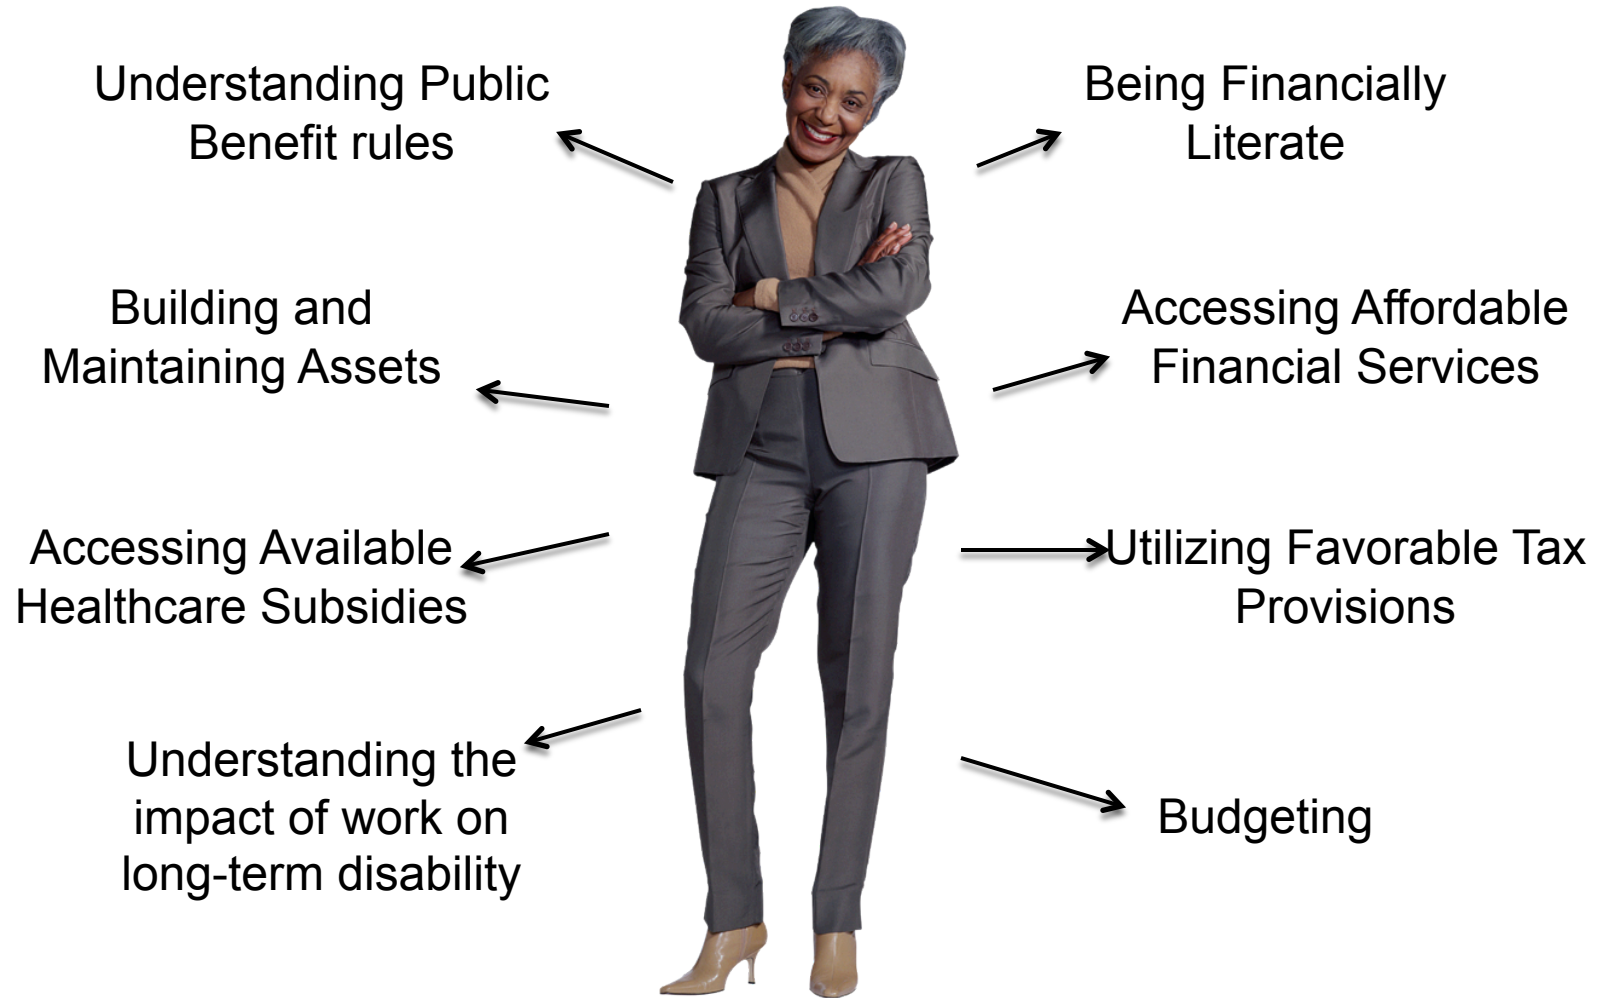 Understanding Public
Benefit rules
Being Financially
Literate
Building and
Maintaining Assets
Accessing Affordable
Financial Services
Accessing Available
Healthcare Subsidies
Utilizing Favorable Tax
Provisions
Understanding the
impact of work on
long-term disability
Budgeting